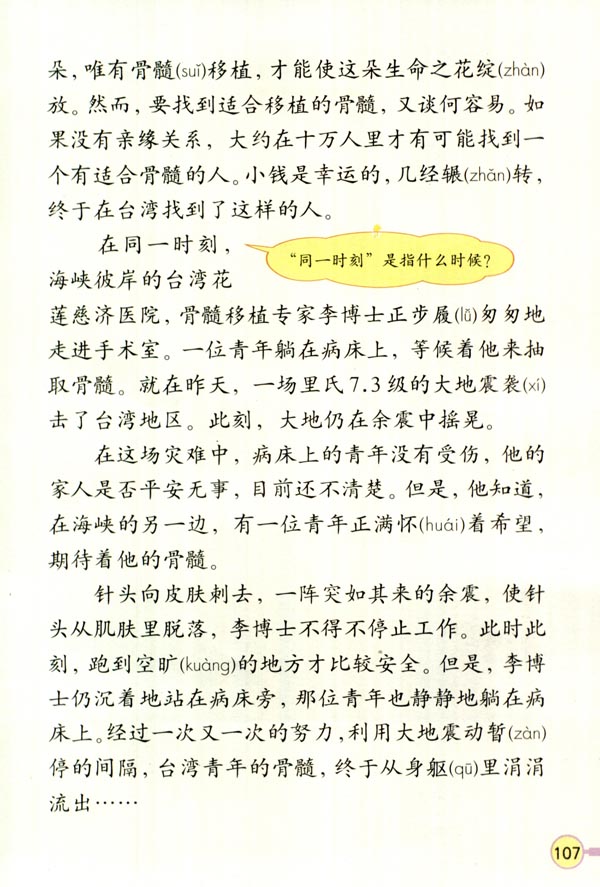 朵，唯有骨髓(suǐ)移植，才能使这朵生命之花绽(zhàn)
放。然而，要找到适合移植的骨髓，又谈何容易。如
果没有亲缘关系，大约在十万人里才有可能找到一
个有适合骨髓的人。小钱是幸运的，几经辗(zhǎn)转，
终于在台湾找到了这样的人。
在同一时刻，
“同一时刻”是指什么时候？
海峡彼岸的台湾花
莲慈济医院，骨髓移植专家李博士正步履(lǚ)匆匆地
走进手术室。一位青年躺在病床上，等候着他来抽
取骨髓。就在昨天，一场里氏7.3级的大地震袭(xí)
击了台湾地区。此刻，大地仍在余震中摇晃。
在这场灾难中，病床上的青年没有受伤，他的
家人是否平安无事，目前还不清楚。但是，他知道，
在海峡的另一边，有一位青年正满怀(huái)着希望，
期待着他的骨髓。
针头向皮肤刺去，一阵突如其来的余震，使针
头从肌肤里脱落，李博士不得不停止工作。此时此
刻，跑到空旷(kuàng)的地方才比较安全。但是，李博
士仍沉着地站在病床旁，那位青年也静静地躺在病
床上。经过一次又一次的努力，利用大地震动暂(zàn)
停的间隔，台湾青年的骨髓，终于从身躯(qū)里涓涓
流出……
107